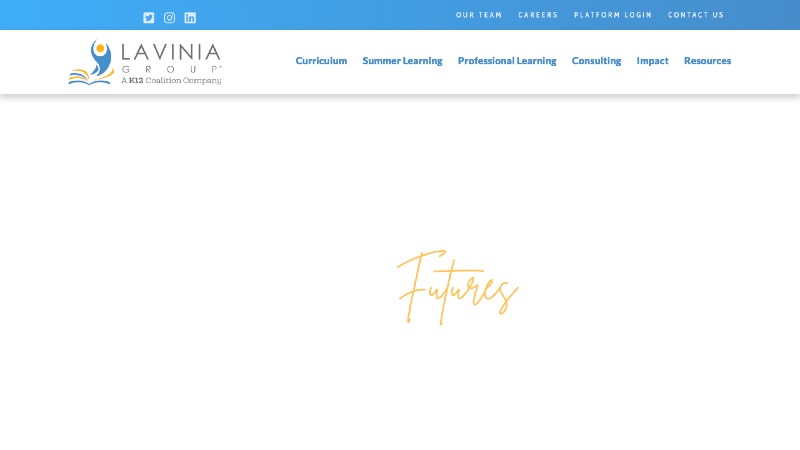 OUR TEAM CAREERS PLATFORM LOGIN CONTACT US
LAVINIA
GROUP
A K12 Coalition Company
Curriculum Summer Learning Professional Learning Consulting Impact Resources
Futures